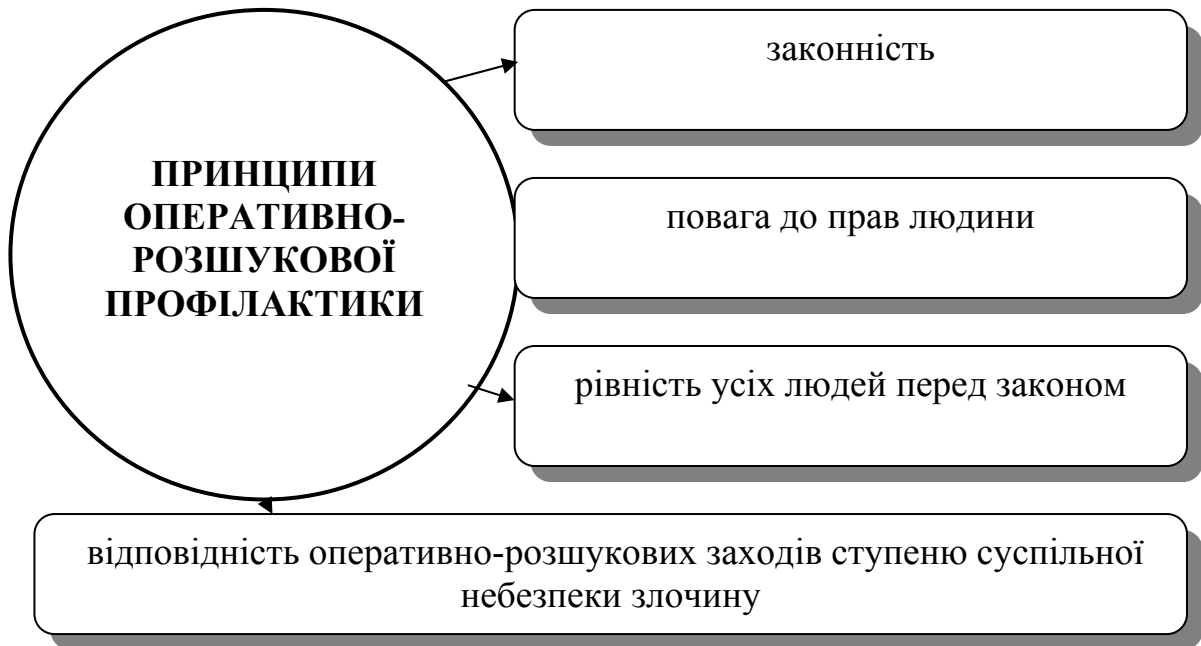 ПРИНЦИПИ
ОПЕРАТИВНО-
РОЗШУКОВОЇ
ПРОФІЛАКТИКИ
законність
повага до прав людини
рівність усіх людей перед законом
відповідність оперативно-розшукових заходів ступеню суспільної
небезпеки злочину